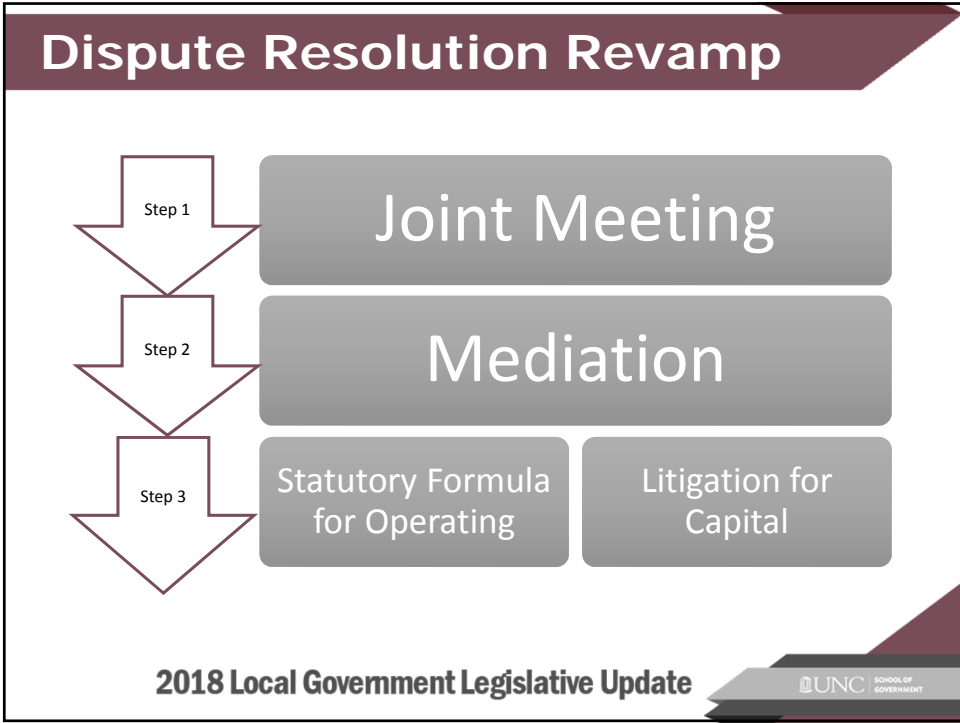 Dispute Resolution Revamp
Step 1
Joint Meeting
Step 2
Mediation
Step 3
Statutory Formula
for Operating
Litigation for
Capital
2018 Local Government Legislative Update
UNC
SCHOOL OF
GOVERNMENT